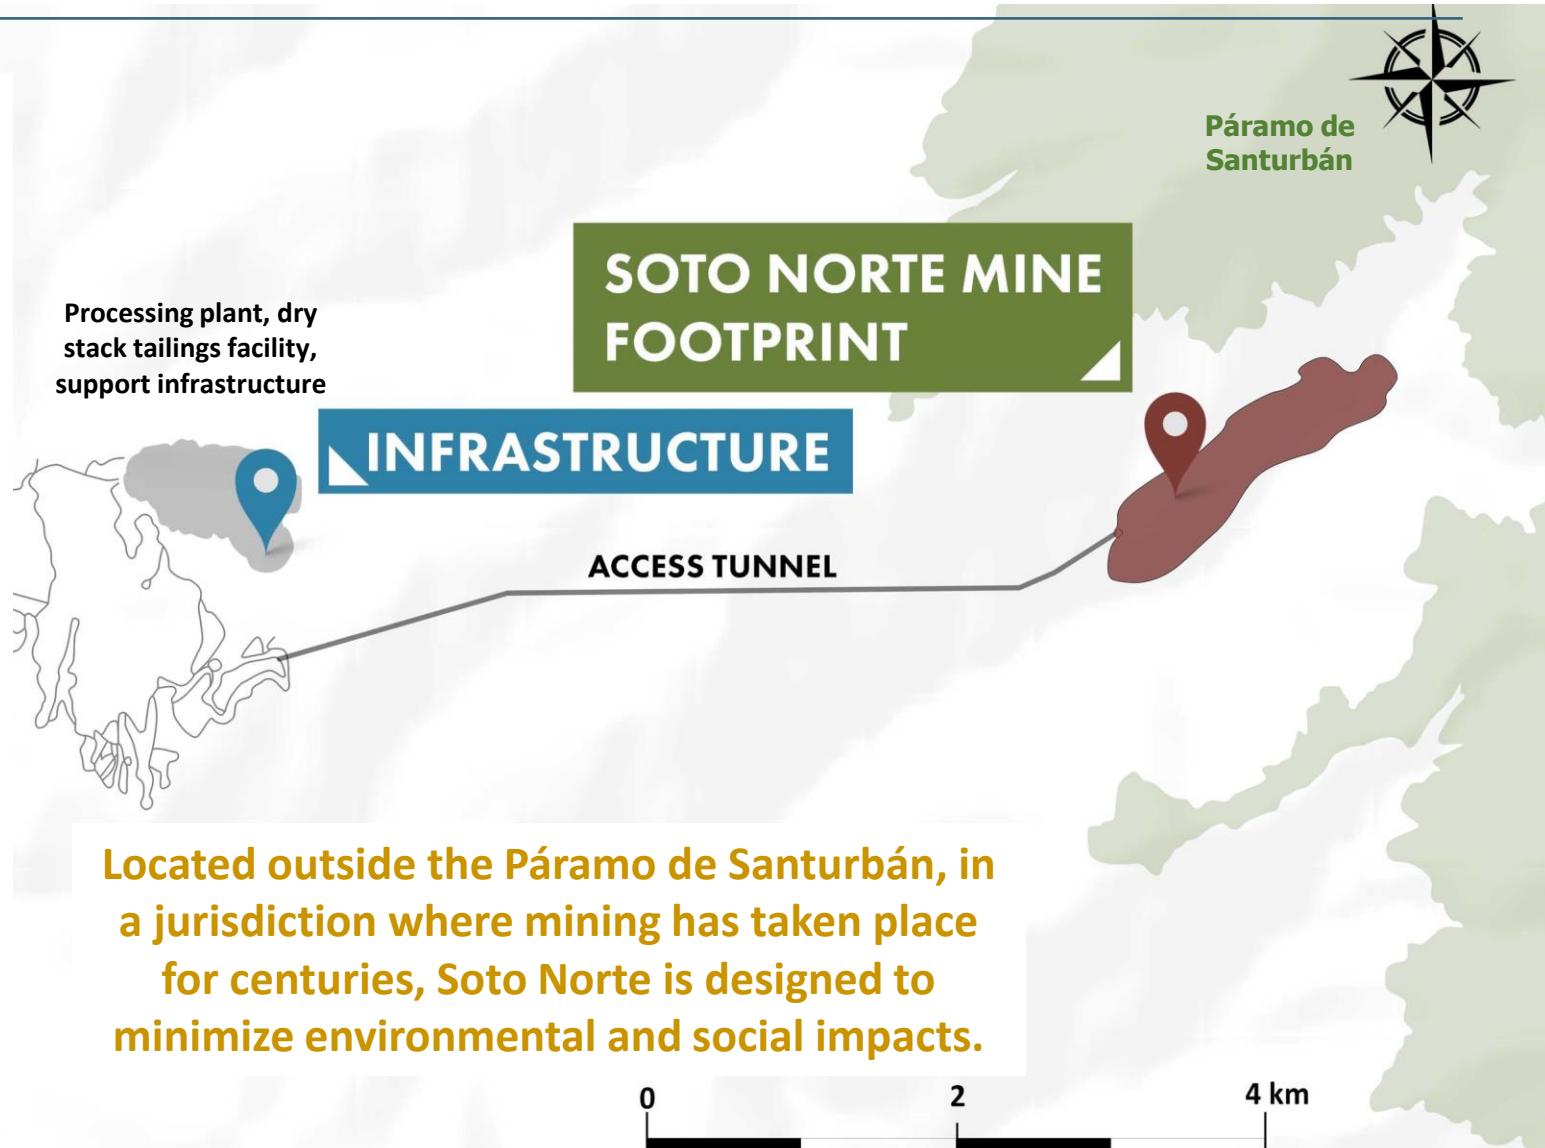 Páramo de
Santurbán
SOTO NORTE MINE
FOOTPRINT
Processing plant, dry
stack tailings facility,
support infrastructure
INFRASTRUCTURE
ACCESS TUNNEL
Located outside the Páramo de Santurbán, in
a jurisdiction where mining has taken place
for centuries, Soto Norte is designed to
minimize environmental and social impacts.
0 2 4 km